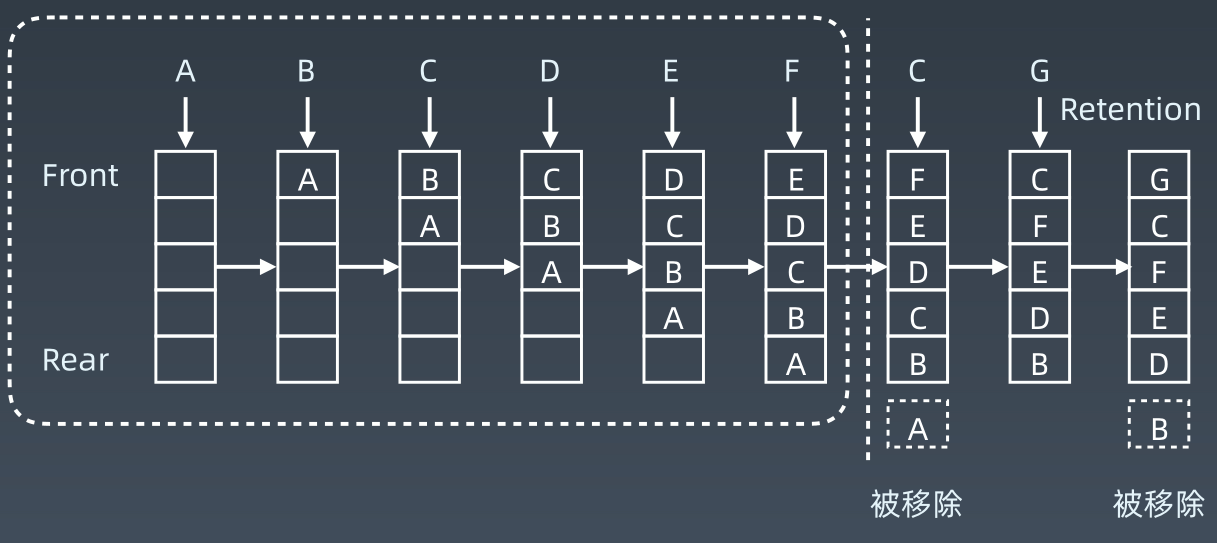 A B C D E F C G
Retention
Front A B C D E F C G
A B C D E F C
A B C D E F
A B C D E
Rear A B B D
A B
被移除 被移除